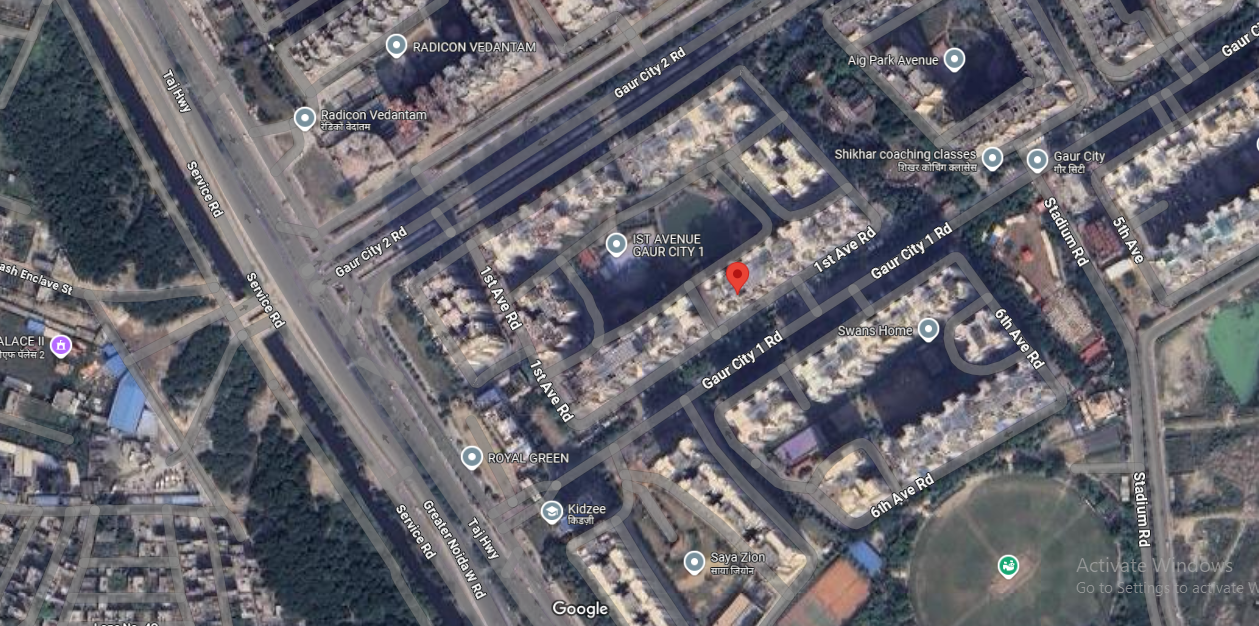 RADICON VEDANTAM
Gaur City 2 Rd
Aig Park Avenue
Gaur C
Taj Hwy
Radicon Vedantam
रेडिको वेदांतम
Shikhar coaching classes
शिखर कोचिंग क्लासेस
Gaur City
गौर सिटी
Service Rd
Gaur City 2 Rd
IST AVENUE
GAUR CITY 1
1st Ave Rd
Gaur City 1 Rd
Stadium Rd
5th Ave
ash Enclave St
Service Rd
1st Ave Rd
Swans Home
6th Ave Rd
ALACE II
पैलेस 2
Gaur City 1 Rd
1st Ave Rd
ROYAL GREEN
6th Ave Rd
Stadium Rd
Kidzee
किडज़ी
Service Rd
Greater Noida W Rd
Taj Hwy
Saya Zion
साया जियोन
Activate Windows
Go to Settings to activate W
Google